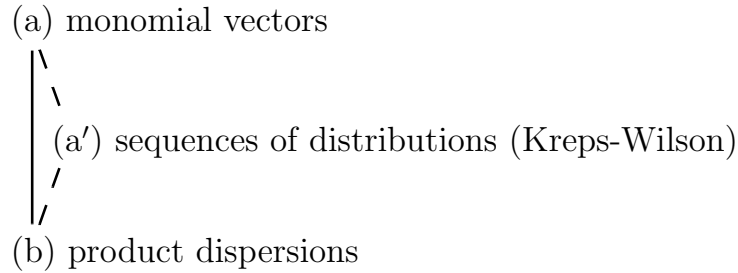 (a) monomial vectors
(a′) sequences of distributions (Kreps-Wilson)
(b) product dispersions